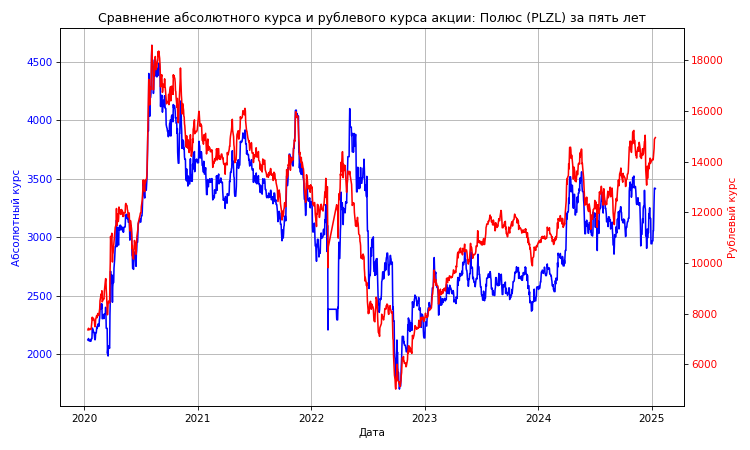 Сравнение абсолютного курса и рублевого курса акции: Полюс (PLZL) за пять лет
4500
4000
3500
3000
2500
2000
Абсолютный курс
18000
16000
14000
12000
10000
8000
6000
Рублевый курс
2020 2021 2022 2023 2024 2025
Дата